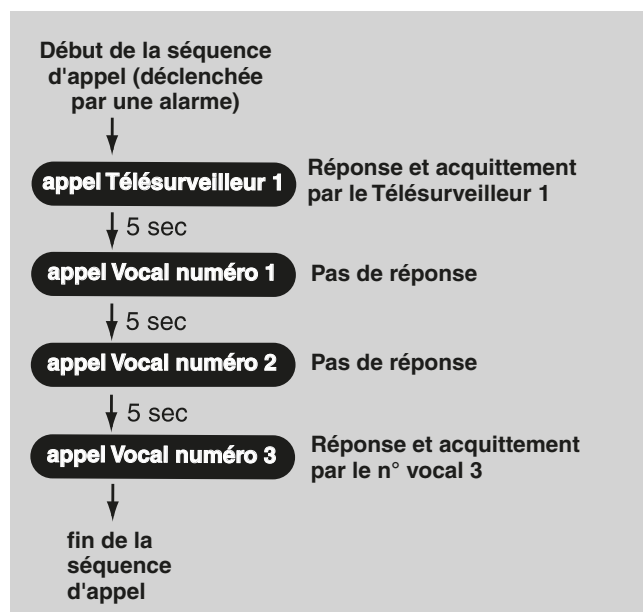 Début de la séquence
d'appel (déclenchée
par une alarme)
appel Télésurveilleur 1
Réponse et acquittement
par le Télésurveilleur 1
5 sec
appel Vocal numéro 1
Pas de réponse
5 sec
appel Vocal numéro 2
Pas de réponse
5 sec
appel Vocal numéro 3
Réponse et acquittement
par le n° vocal 3
fin de la
séquence
d'appel